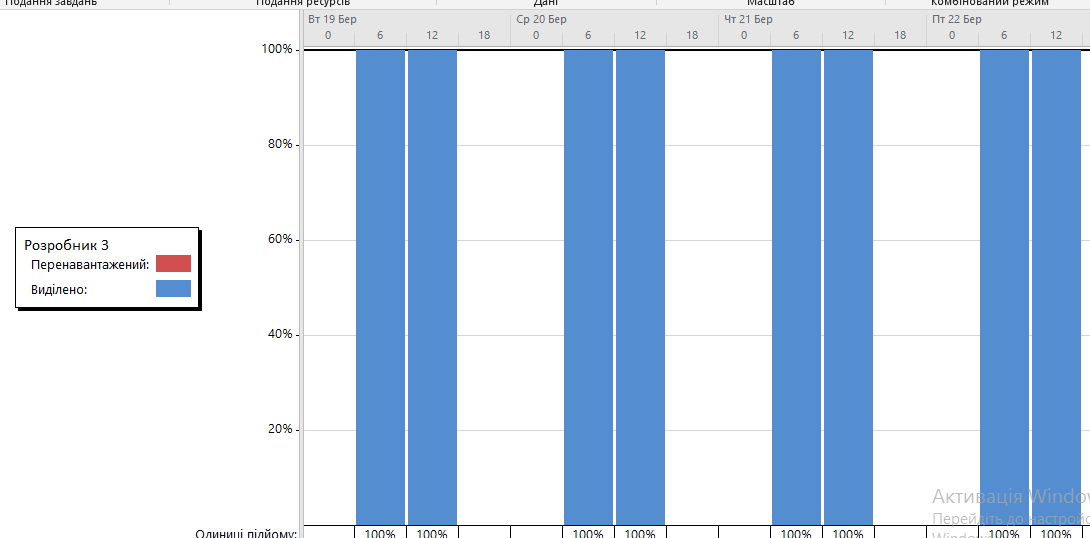 Подання завдань Подання ресурсів Дані Масштаб Комбінований режим
Вт 19 Бер Ср 20 Бер Чт 21 Бер Пт 22 Бер
0 6 12 18 0 6 12 18 0 6 12 18 0 6 12
100%
80%
60%
Розробник 3
Перенавантажений:
Виділено:
40%
20%
Активація Window
Перейдіть до настройо
Windows
Одиниці підйому: 100% 100% 100% 100% 100% 100% 100% 100%